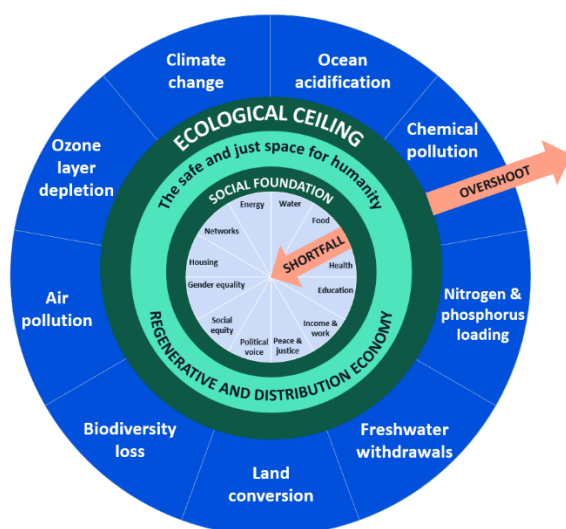 Climate
change
Ocean
acidification
Ozone
layer
depletion
ECOLOGICAL CEILING
Chemical
pollution
The safe and just space for humanity
OVERSHOOT
SOCIAL FOUNDATION
Energy
Water
Food
Networks
SHORTFALL
Housing
Health
Gender equality
Education
Social
equity
Income &
work
Political
voice
Peace &
justice
REGENERATIVE AND DISTRIBUTION ECONOMY
Air
pollution
Nitrogen &
phosphorus
loading
Biodiversity
loss
Freshwater
withdrawals
Land
conversion